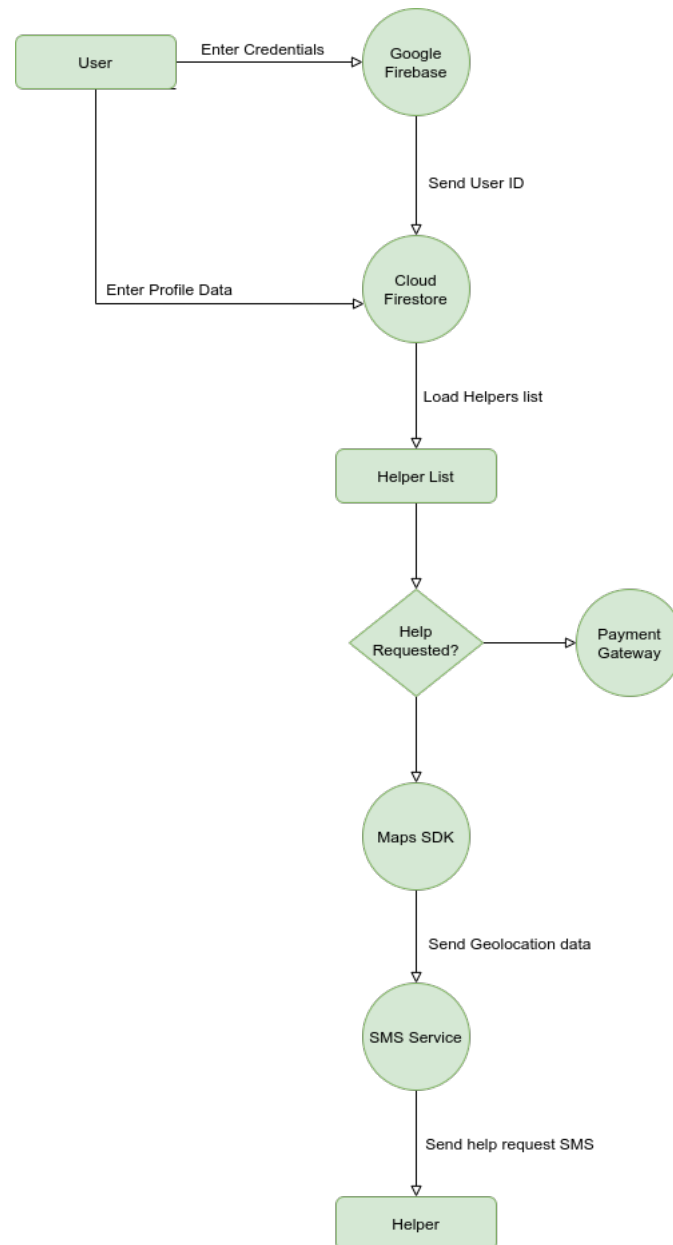 User
Enter Credentials
Google
Firebase
Send User ID
Enter Profile Data
Cloud
Firestore
Load Helpers list
Helper List
Help
Requested?
Payment
Gateway
Maps SDK
Send Geolocation data
SMS Service
Send help request SMS
Helper